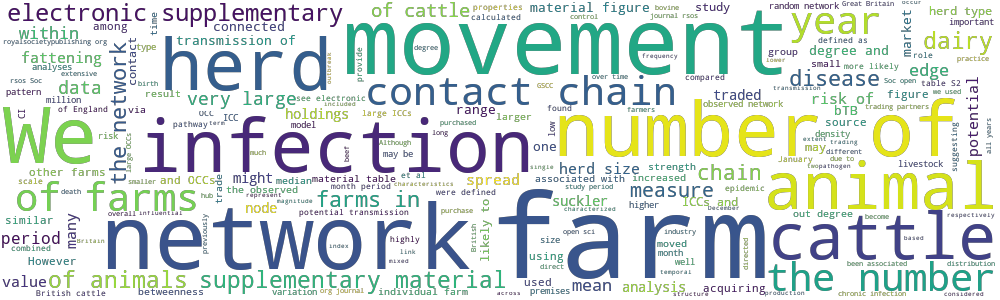 electronic supplementary
of cattle
material figure
bovine
study
random network
Great Britain
occur
royalsocietypublishing org
among
time
connected
properties
control
journal rsos
within
transmission of
type
calculated
year
herd type
important
fattening
contact
movement
degree
provide
market
over time
rsos Soc
analyses
the network
herd
outbreak
group
defined as
more likely
dairy
pattern
extensive
birth
result
frequency
compared
small
degree and
lower
practice
data
million
of England
via
very large
see electronic
included
contact chain
disease
edge
Soc open
table S2
we used
transmission
CI
risk
OCC
ICC
holdings
large ICCs
range
traded
figure
bTB
trading partners
We
pathway
term
model
larger
GSCC
farmers
risk of
observed network
source
infection
long
purchased
found
one
number of
density
trading
different
due to
potential
suggesting
all years
other farms
might
median
Although
may be
herd size
strength
January
may
livestock
scale
death
smaller
and OCCs
material table
et al
characteristics
spread
associated with increased
chain
of farms
hub
the observed
month period
were defined
single
beef
suckler
measure
epidemic
animal
trade
node
represent
magnitude
farms in
study period
characterized
ICCs and
similar
overall
influential
potential transmission
purchase
likely to
higher
December
out degree
become
respectively
period
many
combined
Britain
previously
network
British
open sci
industry
moved
month
well
directed
farm
cattle
based
However
index
mixed
highly
link
size
using
direct
temporal
been associated
distribution
value
of animals
supplementary material
used
premises
mean
analysis
acquiring
the number
British cattle
betweenness
variation
org journal
individual farm
across
structure
production
chronic infection
considered